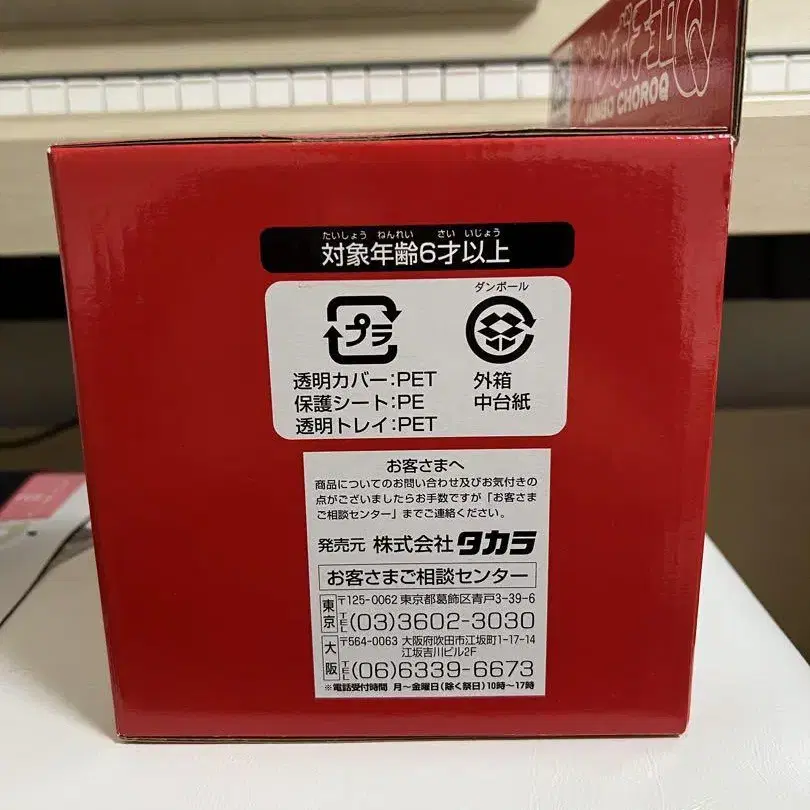 ジャンボチョロQ
JUMBO CHOROQ
たいしょう ねんれい さい いじょう
対象年齢6才以上
ダンボール
プラ
透明カバー:PET
保護シート:PE
透明トレイ:PET
外箱
中台紙
お客さまへ
商品についてのお問い合わせ及びお気付きの
点がございましたらお手数ですが「お客さま
ご相談センター」までご連絡ください。
発売元 株式会社 タカラ
お客さまご相談センター
東京 〒125-0062 東京都葛飾区青戸3-39-6
TEL (03)3602-3030
大阪 〒564-0063 大阪府吹田市江坂町1-17-14
江坂吉川ビル2F
TEL (06)6339-6673
※電話受付時間 月〜金曜日(除く祭日)10時〜17時